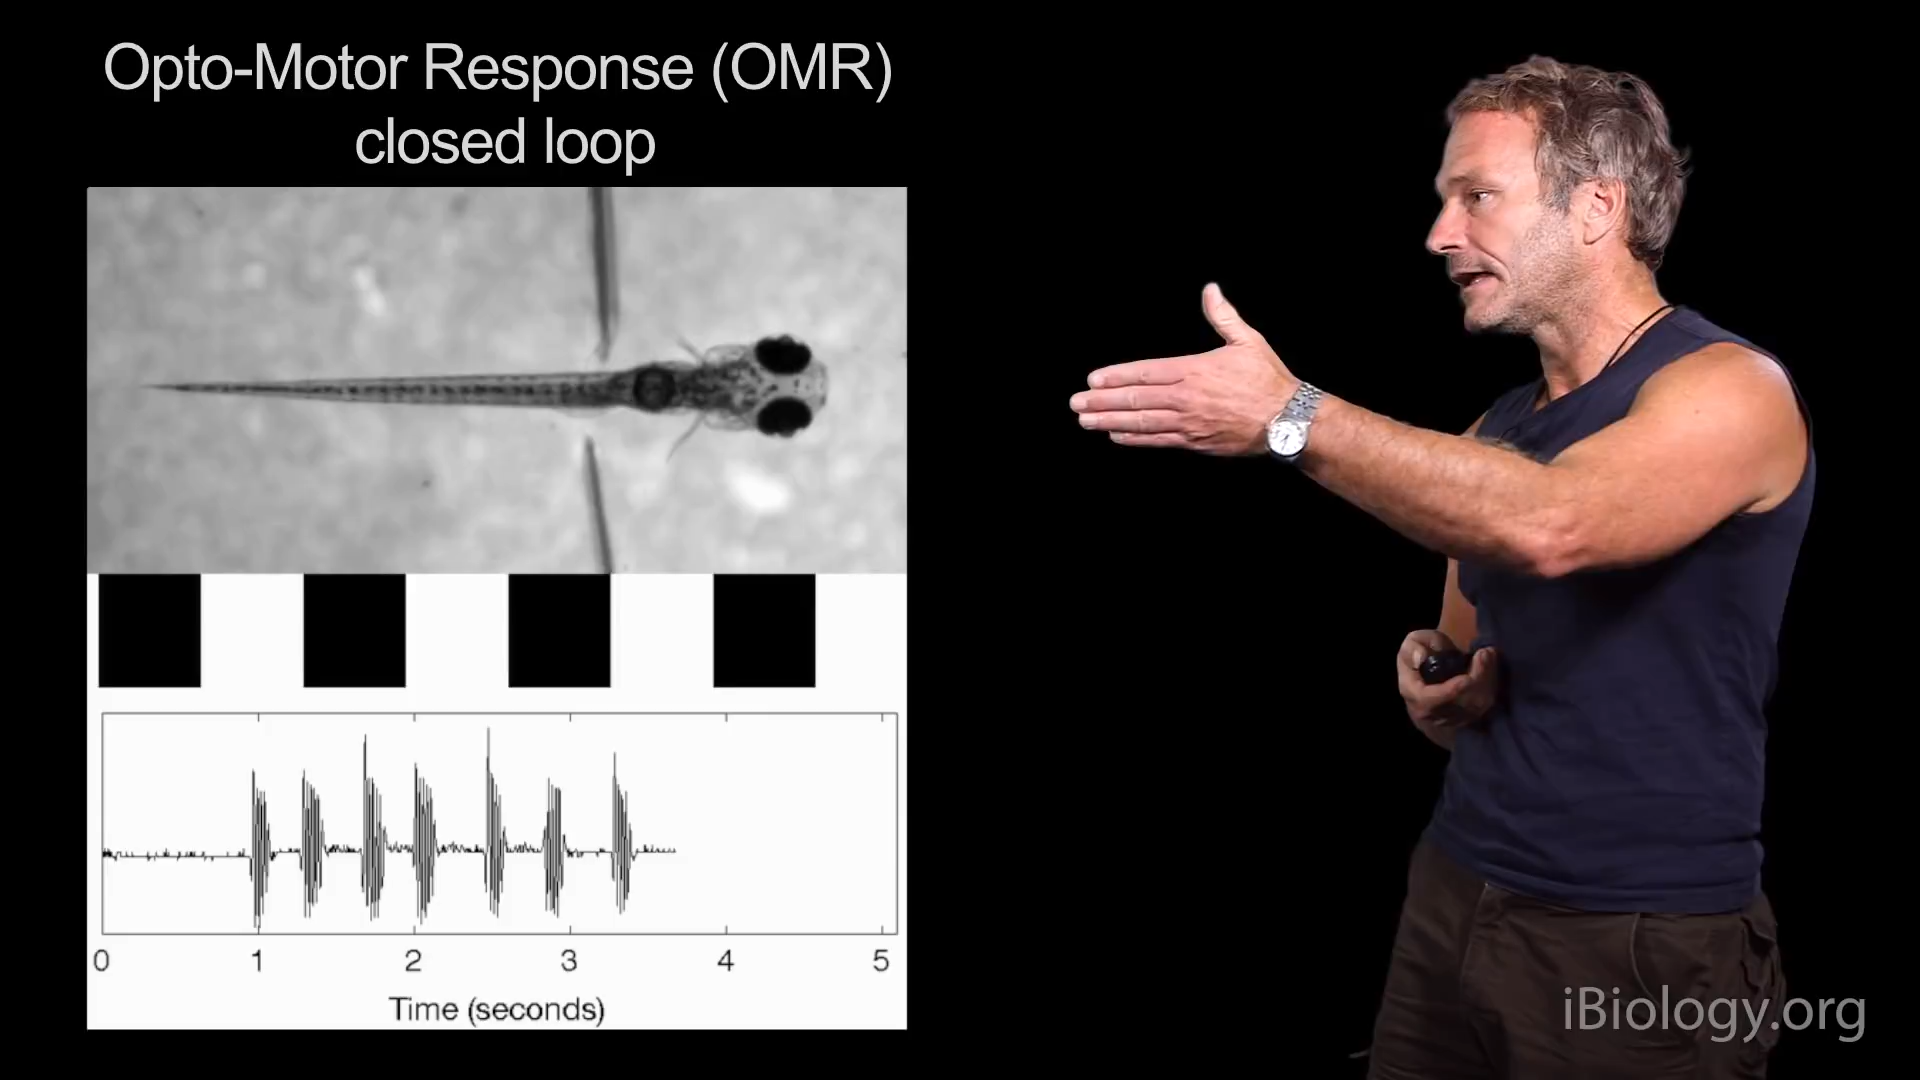 Opto-Motor Response (OMR)
closed loop
0 1 2 3 4 5
Time (seconds)
iBiology.org